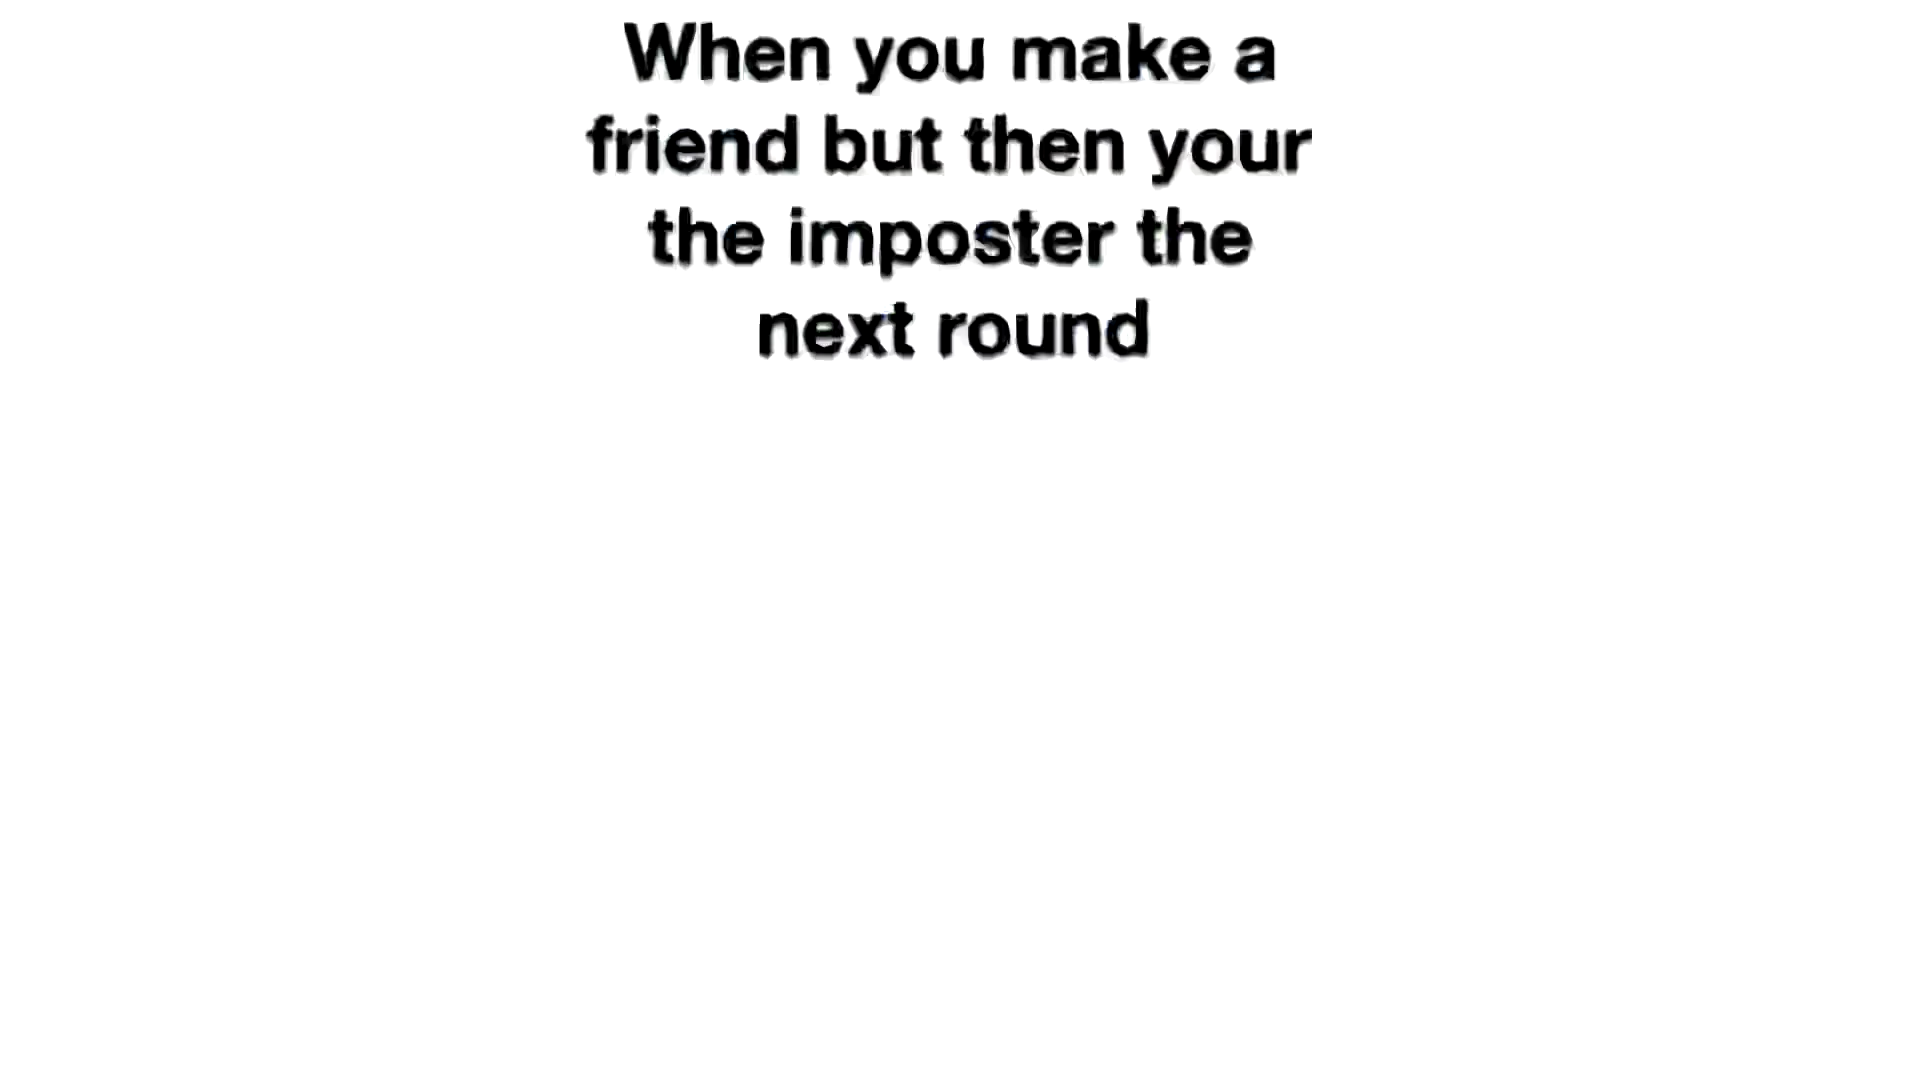 When you make a
friend but then your
the imposter the
next round